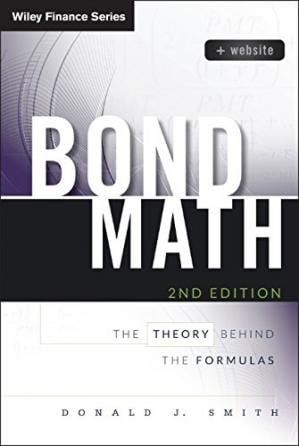 Wiley Finance Series
+ website
BOND
MATH
2ND EDITION
THE THEORY BEHIND
THE FORMULAS
DONALD J. SMITH